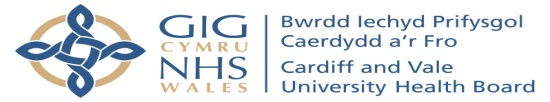 GIG
CYMRU
NHS
WALES
Bwrdd Iechyd Prifysgol
Caerdydd a'r Fro
Cardiff and Vale
University Health Board